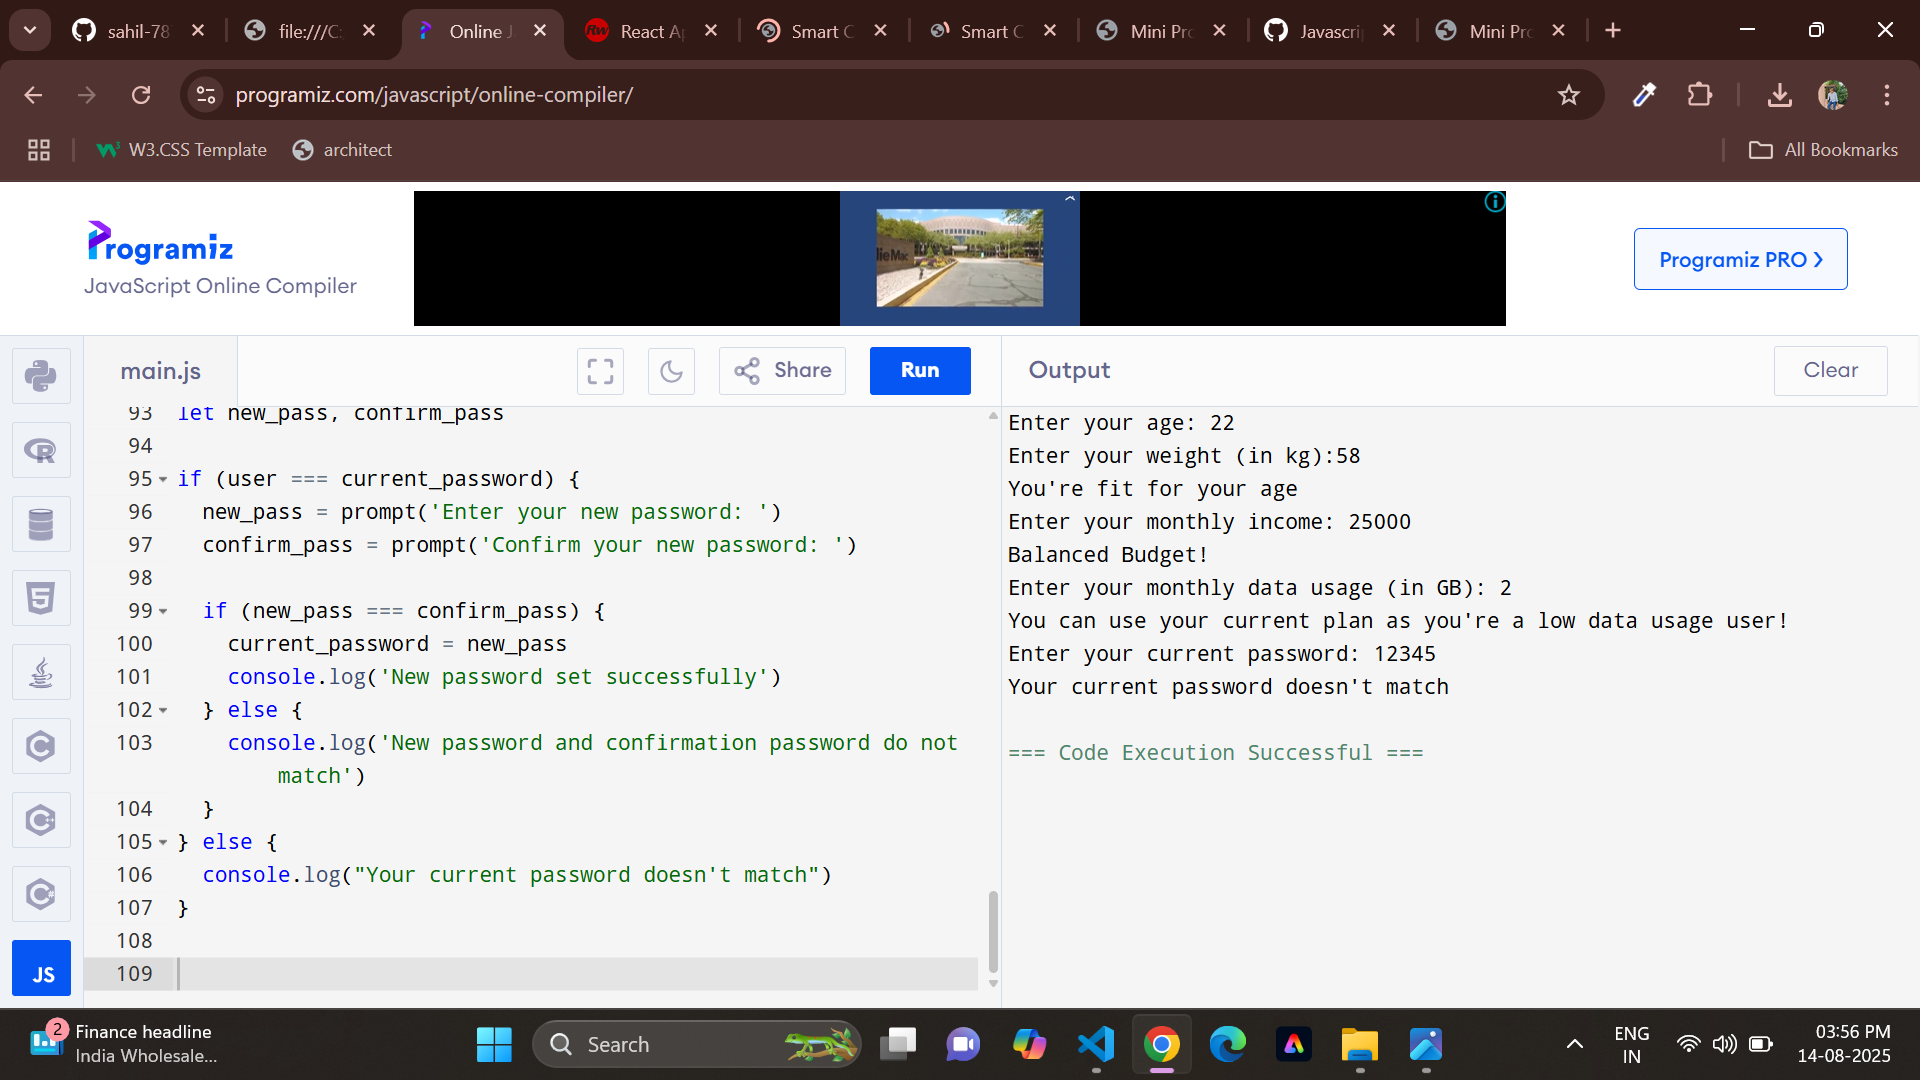 sahil-78
file:///C:
Online J
React Ap
Smart C
Smart C
Mini Pro
Javascrip
Mini Pro
programiz.com/javascript/online-compiler/
W3.CSS Template
architect
All Bookmarks
Programiz
JavaScript Online Compiler
dieMac
Programiz PRO ❯
main.js
Share
Run
Output
Clear
93 let new_pass, confirm_pass
94
95 if (user === current_password) {
96 new_pass = prompt('Enter your new password: ')
97 confirm_pass = prompt('Confirm your new password: ')
98
99 if (new_pass === confirm_pass) {
100 current_password = new_pass
101 console.log('New password set successfully')
102 } else {
103 console.log('New password and confirmation password do not
match')
104 }
105 } else {
106 console.log("Your current password doesn't match")
107 }
108
109
Enter your age: 22
Enter your weight (in kg):58
You're fit for your age
Enter your monthly income: 25000
Balanced Budget!
Enter your monthly data usage (in GB): 2
You can use your current plan as you're a low data usage user!
Enter your current password: 12345
Your current password doesn't match
=== Code Execution Successful ===
JS
2
Finance headline
India Wholesale...
Search
ENG
IN
03:56 PM
14-08-2025